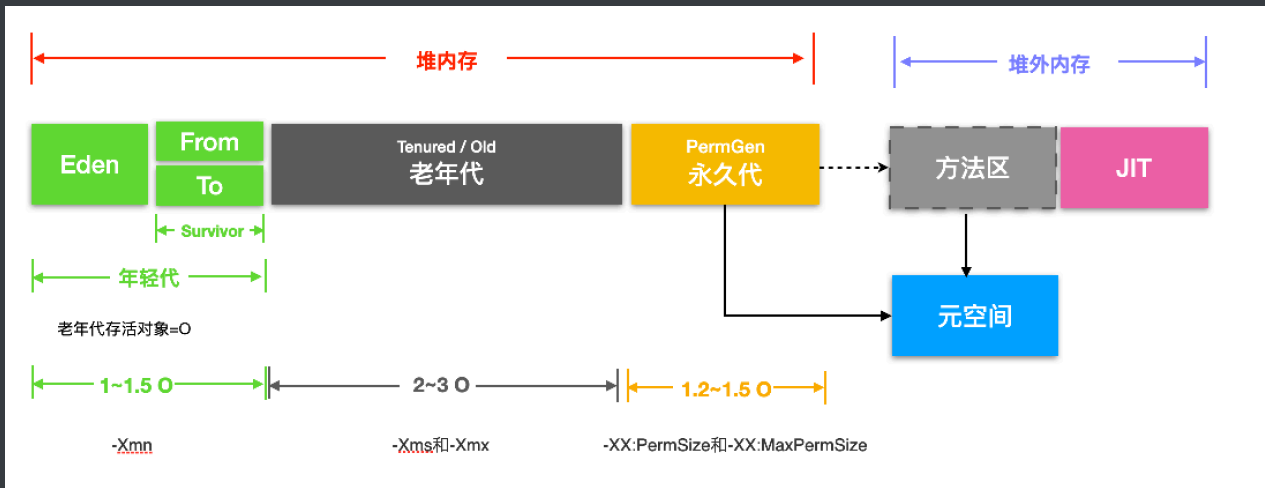 堆内存
堆外内存
Eden
From
To
Tenured / Old
老年代
PermGen
永久代
方法区
JIT
Survivor
年轻代
元空间
老年代存活对象=O
1~1.5 O
2~3 O
1.2~1.5 O
-Xmn
-Xms和-Xmx
-XX:PermSize和-XX:MaxPermSize